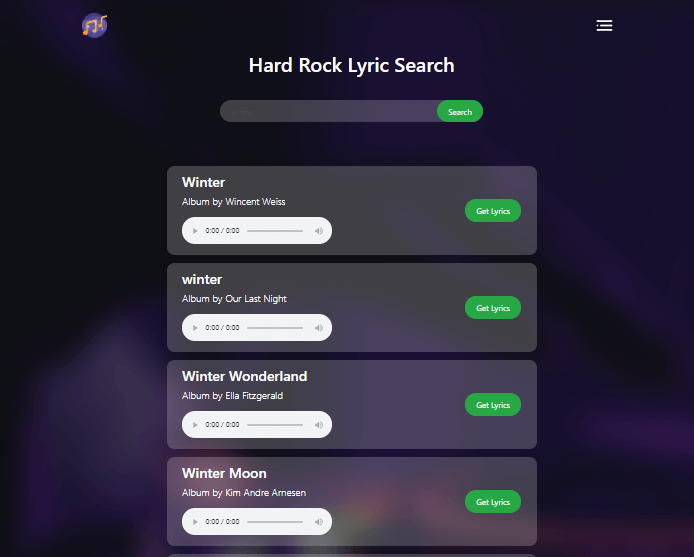 Hard Rock Lyric Search
Search
Winter
Album by Wincent Weiss
Get Lyrics
0:00 / 0:00
winter
Album by Our Last Night
Get Lyrics
0:00 / 0:00
Winter Wonderland
Album by Ella Fitzgerald
Get Lyrics
0:00 / 0:00
Winter Moon
Album by Kim Andre Arnesen
Get Lyrics
0:00 / 0:00